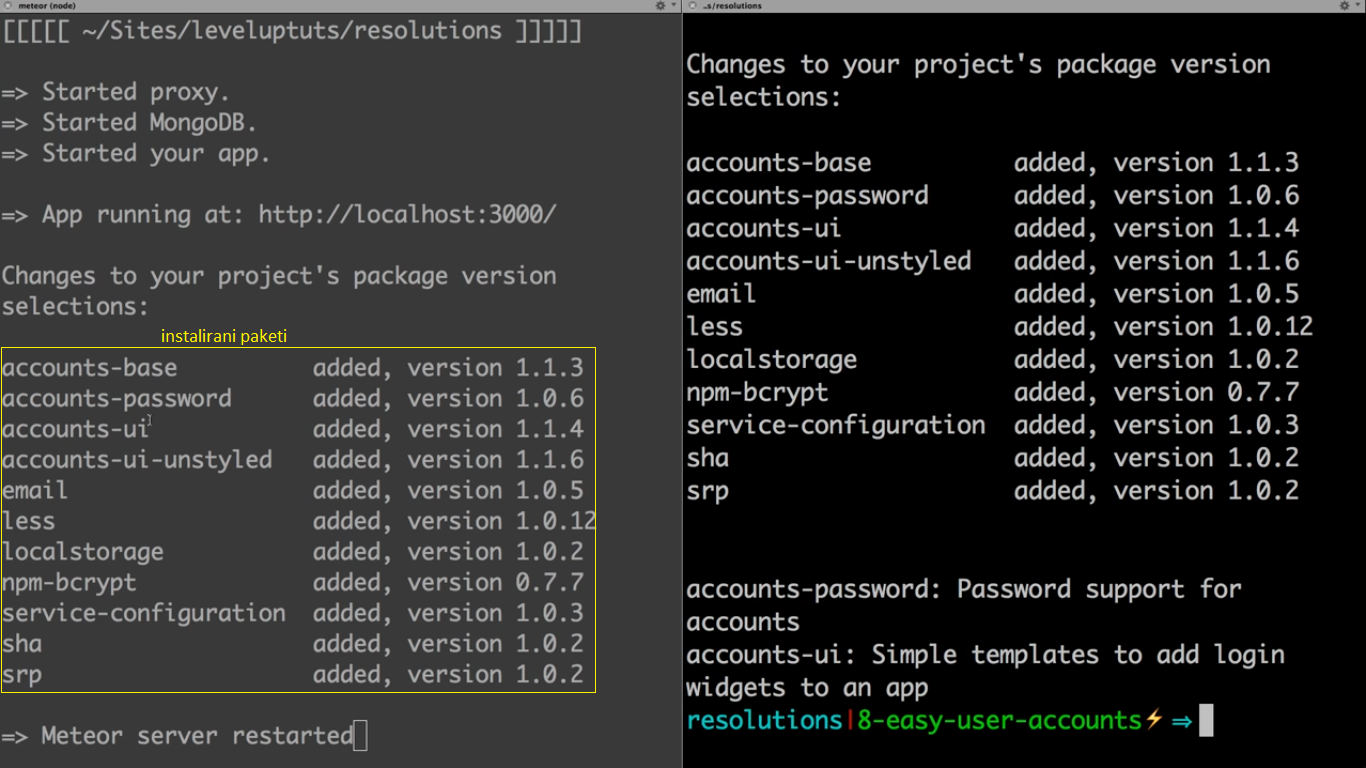 meteor (node)
[[[[[ ~/Sites/leveluptuts/resolutions ]]]]]
=> Started proxy.
=> Started MongoDB.
=> Started your app.
=> App running at: http://localhost:3000/
Changes to your project's package version
selections:
instalirani paketi
accounts-base added, version 1.1.3
accounts-password added, version 1.0.6
accounts-ui added, version 1.1.4
accounts-ui-unstyled added, version 1.1.6
email added, version 1.0.5
less added, version 1.0.12
localstorage added, version 1.0.2
npm-bcrypt added, version 0.7.7
service-configuration added, version 1.0.3
sha added, version 1.0.2
srp added, version 1.0.2
=> Meteor server restarted
..s/resolutions
Changes to your project's package version
selections:
accounts-base added, version 1.1.3
accounts-password added, version 1.0.6
accounts-ui added, version 1.1.4
accounts-ui-unstyled added, version 1.1.6
email added, version 1.0.5
less added, version 1.0.12
localstorage added, version 1.0.2
npm-bcrypt added, version 0.7.7
service-configuration added, version 1.0.3
sha added, version 1.0.2
srp added, version 1.0.2
accounts-password: Password support for
accounts
accounts-ui: Simple templates to add login
widgets to an app
resolutions|8-easy-user-accounts⚡ ⇒